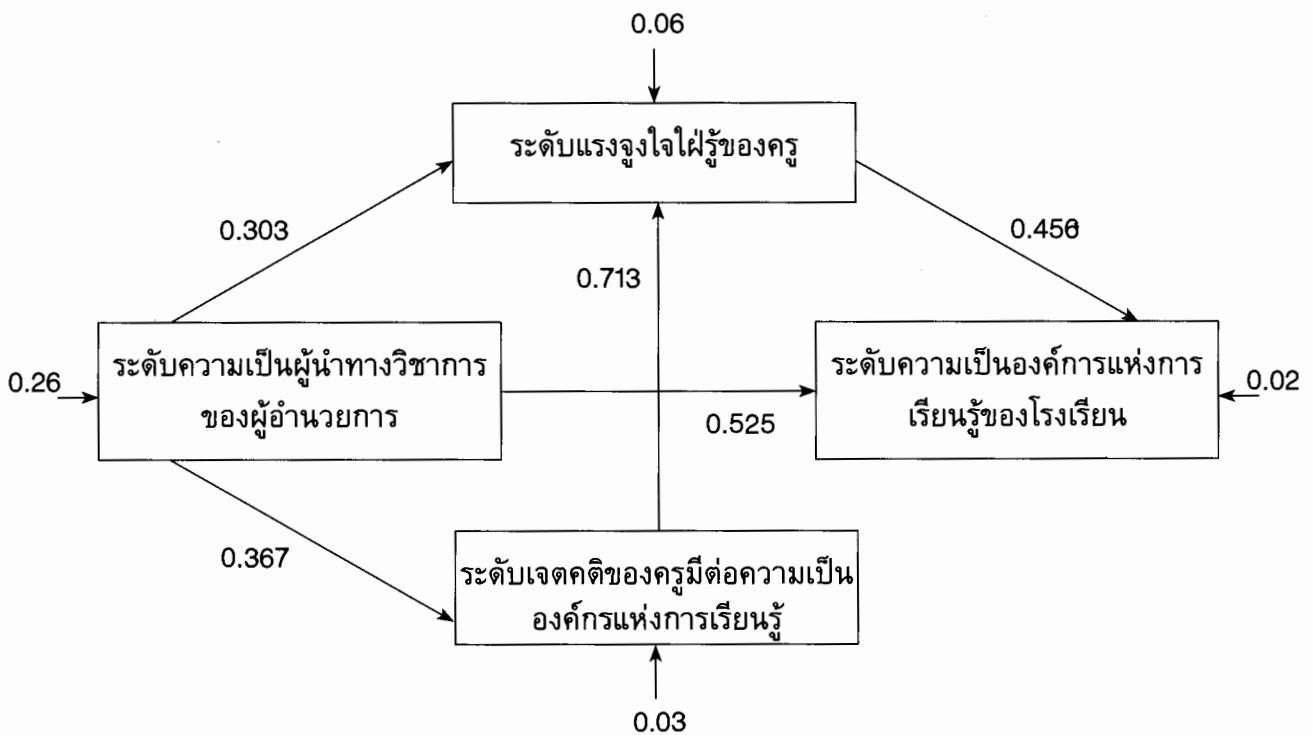 0.06
ระดับแรงจูงใจใฝ่รู้ของครู
0.303
0.456
0.713
ระดับความเป็นผู้นำทางวิชาการ
ของผู้อำนวยการ
ระดับความเป็นองค์การแห่งการ
เรียนรู้ของโรงเรียน
0.26
0.02
0.525
0.367
ระดับเจตคติของครูมีต่อความเป็น
องค์กรแห่งการเรียนรู้
0.03